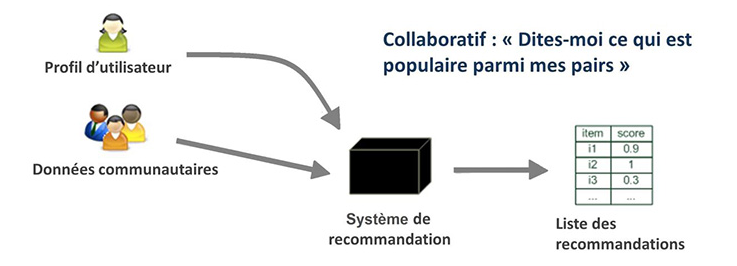 Collaboratif : « Dites-moi ce qui est
populaire parmi mes pairs »
Profil d'utilisateur
Données communautaires
Système de
recommandation
item score
i1 0.9
i2 1
i3 0.3
... ...
Liste des
recommandations